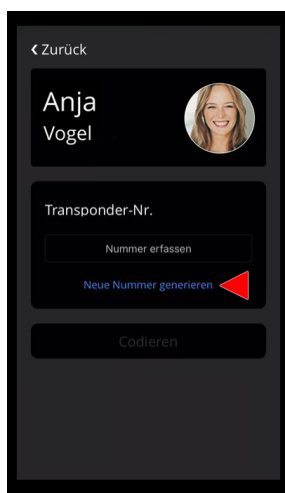 Zurück
Anja
Vogel
Transponder-Nr.
Nummer erfassen
Neue Nummer generieren
Codieren